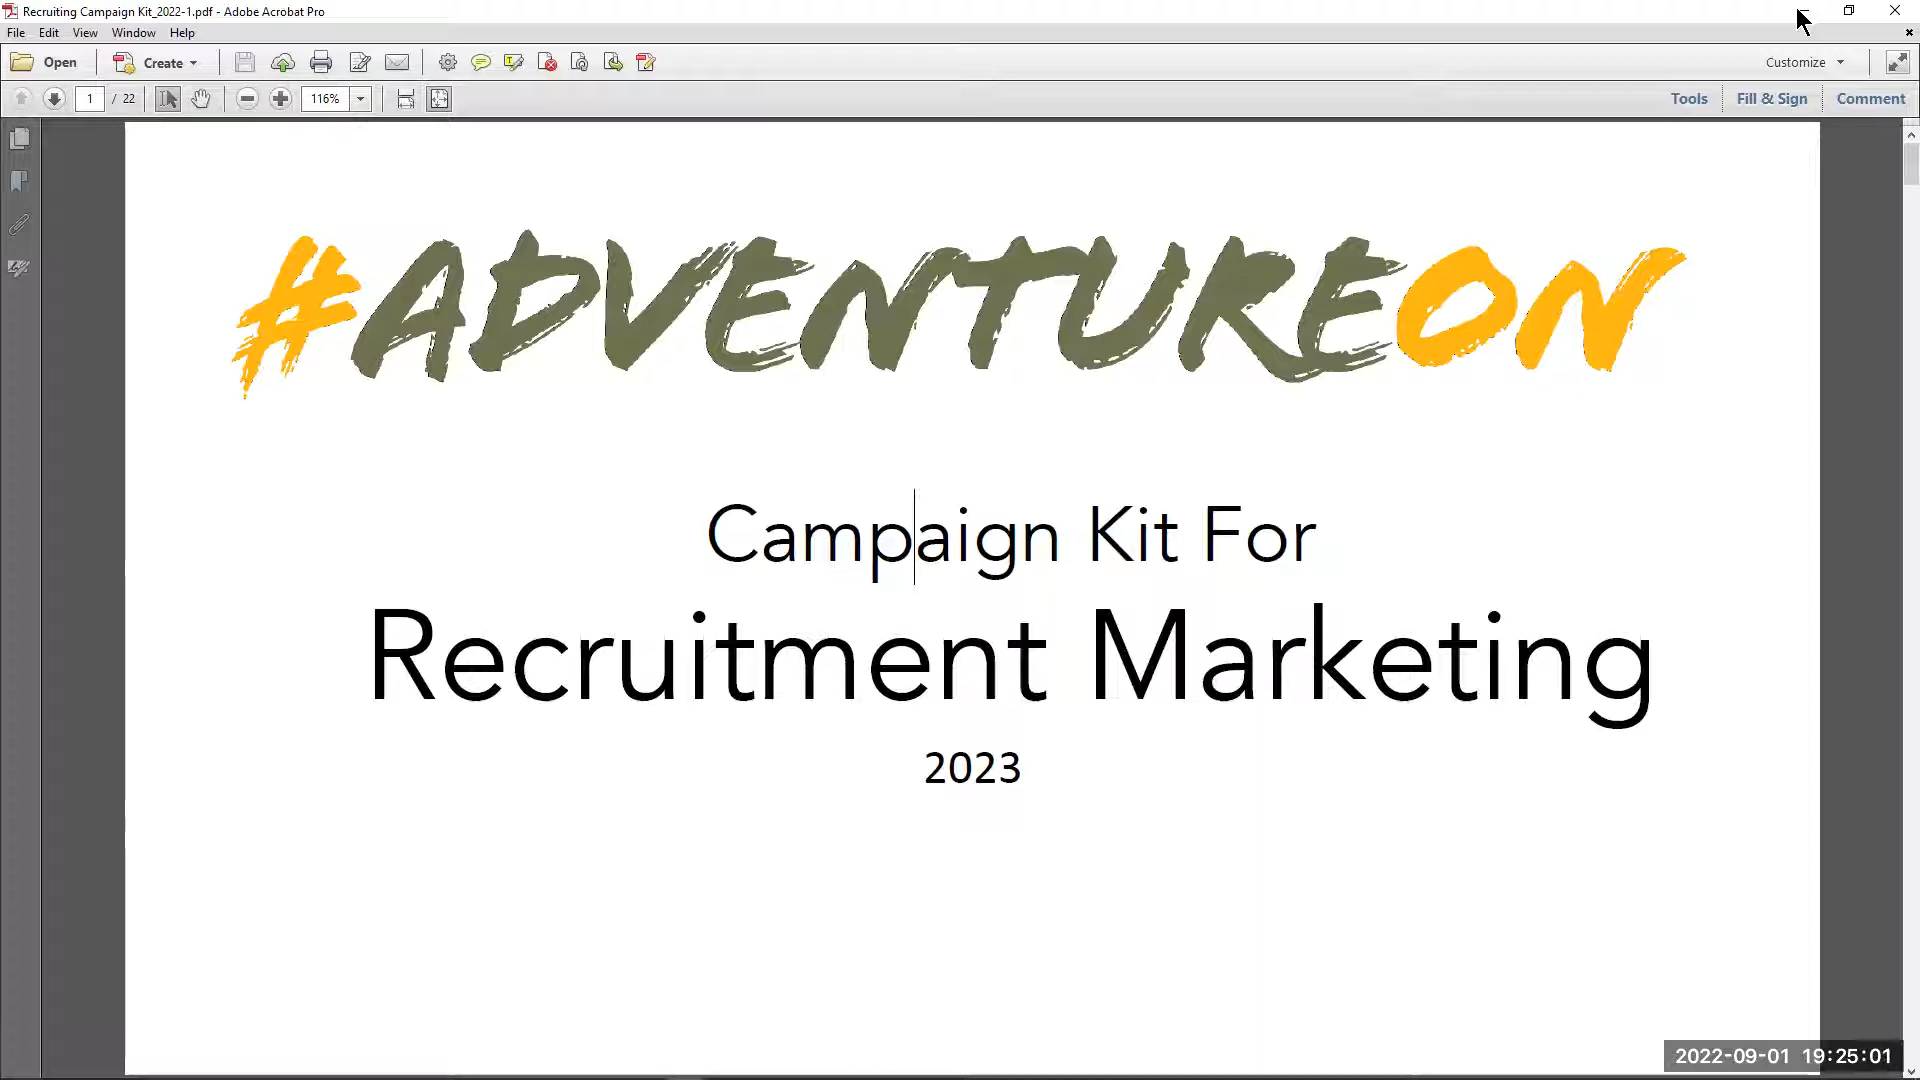 Recruiting Campaign Kit_2022-1.pdf - Adobe Acrobat Pro
File Edit View Window Help
Open Create Customize
1 / 22 116% Tools Fill & Sign Comment
#ADVENTUREON
Campaign Kit For
Recruitment Marketing
2023
2022-09-01 19:25:01